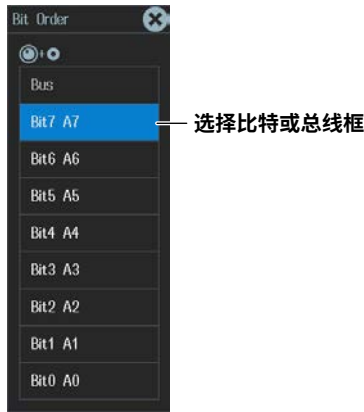 Bit Order
Bus
Bit7 A7
选择比特或总线框
Bit6 A6
Bit5 A5
Bit4 A4
Bit3 A3
Bit2 A2
Bit1 A1
Bit0 A0